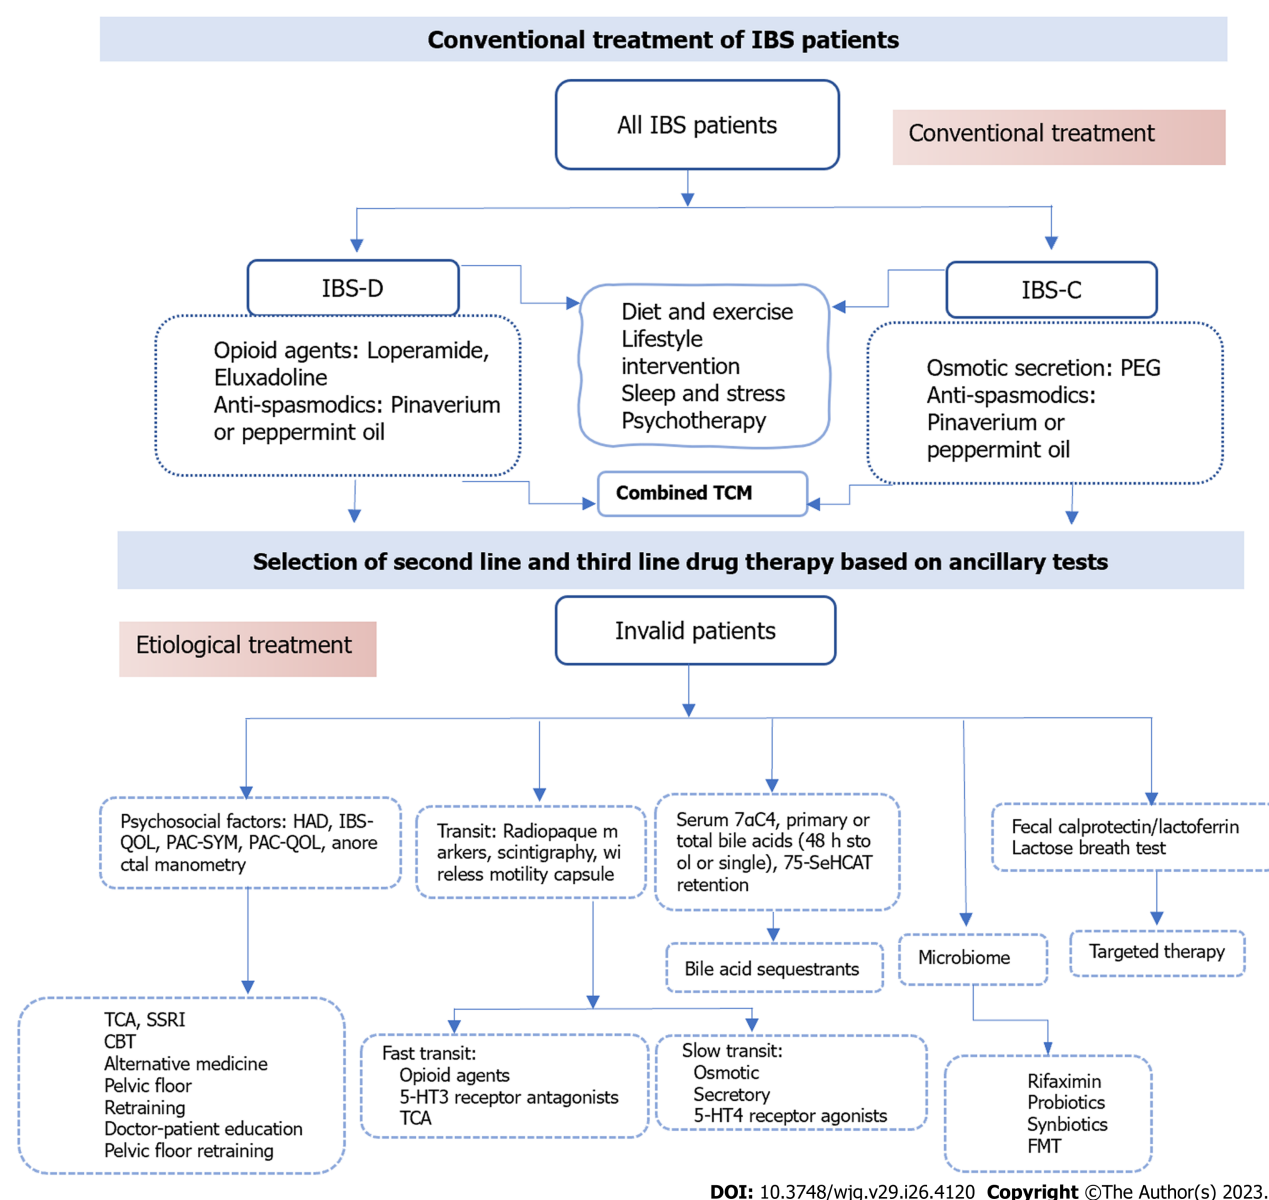 Conventional treatment of IBS patients
All IBS patients
Conventional treatment
IBS-D
IBS-C
Opioid agents: Loperamide,
Eluxadoline
Anti-spasmodics: Pinaverium
or peppermint oil
Diet and exercise
Lifestyle
intervention
Sleep and stress
Psychotherapy
Osmotic secretion: PEG
Anti-spasmodics:
Pinaverium or
peppermint oil
Combined TCM
Selection of second line and third line drug therapy based on ancillary tests
Etiological treatment
Invalid patients
Psychosocial factors: HAD, IBS-
QOL, PAC-SYM, PAC-QOL, anore
ctal manometry
Transit: Radiopaque m
arkers, scintigraphy, wi
reless motility capsule
Serum 7αC4, primary or
total bile acids (48 h sto
ol or single), 75-SeHCAT
retention
Fecal calprotectin/lactoferrin
Lactose breath test
Bile acid sequestrants
Microbiome
Targeted therapy
TCA, SSRI
CBT
Alternative medicine
Pelvic floor
Retraining
Doctor-patient education
Pelvic floor retraining
Fast transit:
Opioid agents
5-HT3 receptor antagonists
TCA
Slow transit:
Osmotic
Secretory
5-HT4 receptor agonists
Rifaximin
Probiotics
Synbiotics
FMT
DOI: 10.3748/wjg.v29.i26.4120 Copyright ©The Author(s) 2023.